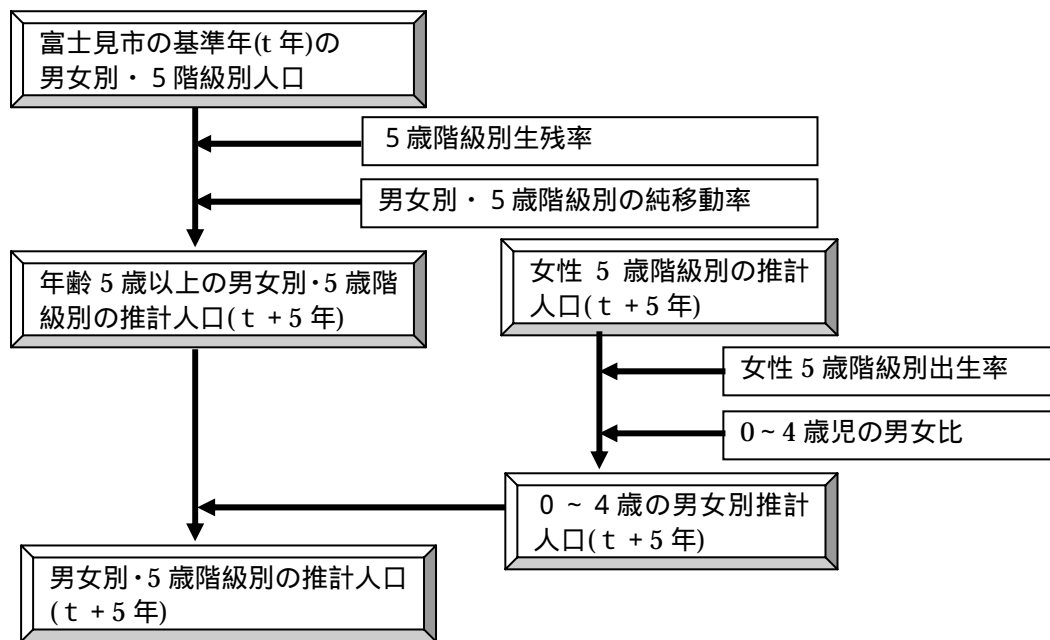 富士見市の基準年(t 年)の
男女別・５階級別人口
５歳階級別生残率
男女別・５歳階級別の純移動率
年齢 5 歳以上の男女別・5 歳階
級別の推計人口(ｔ+5 年)
女性 5 歳階級別の推計
人口(ｔ+5 年)
女性 5 歳階級別出生率
0~4 歳児の男女比
０~４歳の男女別推計
人口(ｔ+5 年)
男女別・5 歳階級別の推計人口
(ｔ+5 年)